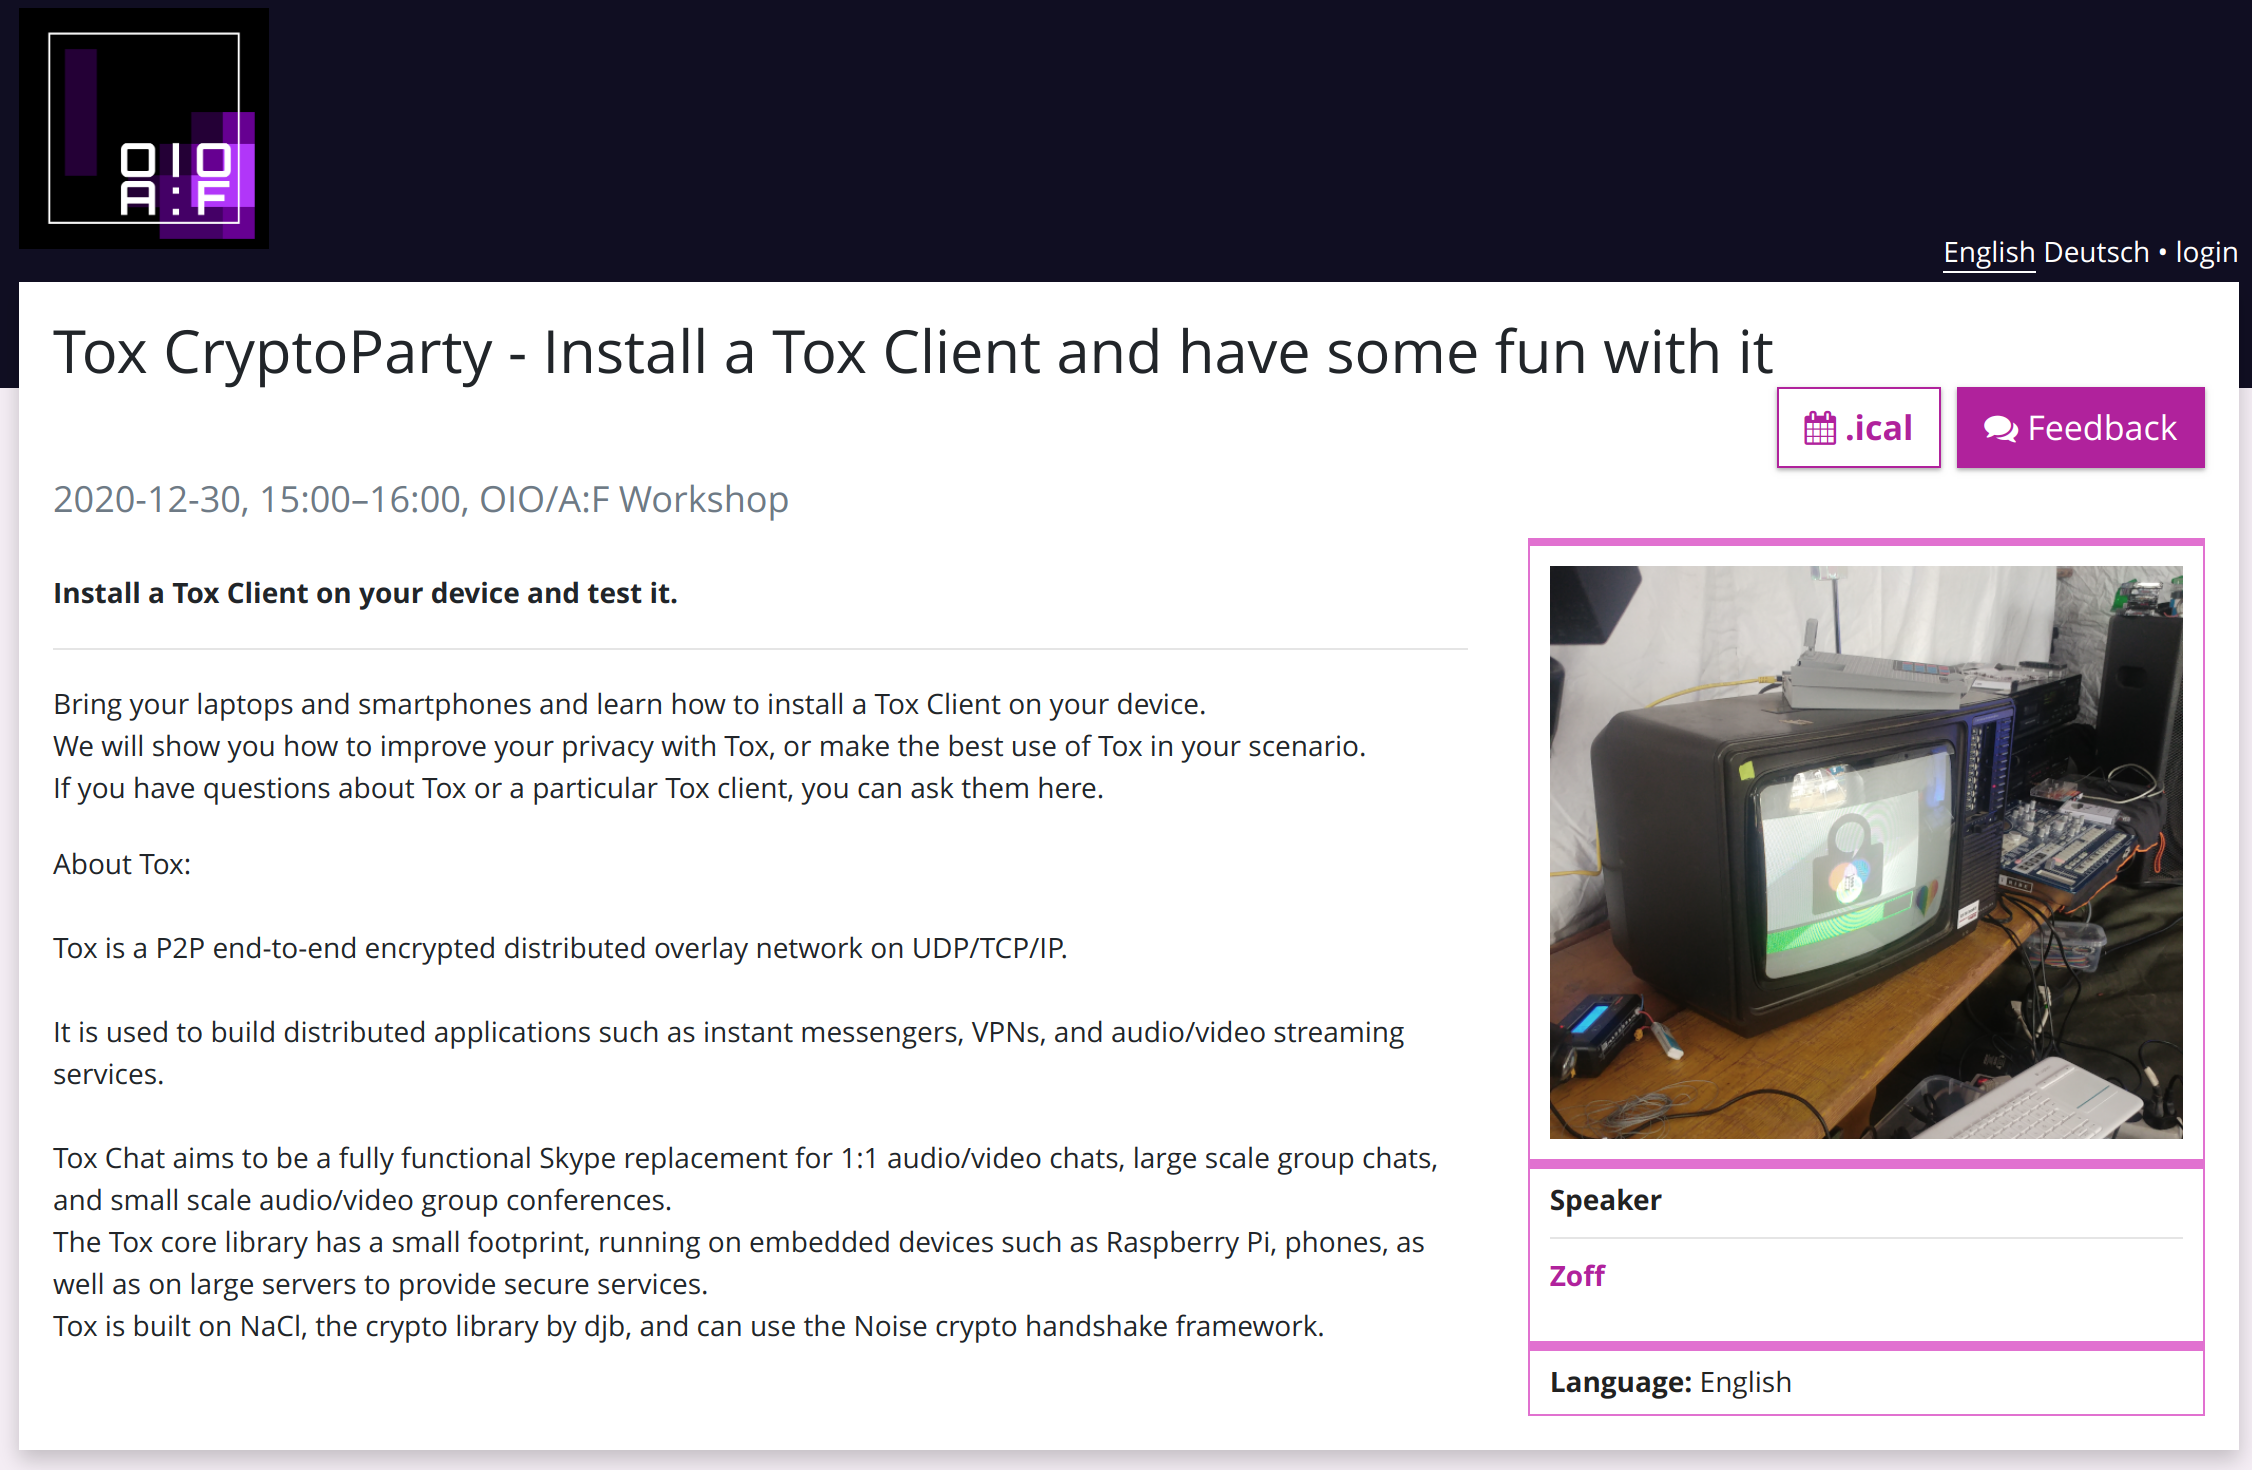 OIO
A:F
English Deutsch • login
Tox CryptoParty - Install a Tox Client and have some fun with it
.ical
Feedback
2020-12-30, 15:00–16:00, OIO/A:F Workshop
Install a Tox Client on your device and test it.
Bring your laptops and smartphones and learn how to install a Tox Client on your device.
We will show you how to improve your privacy with Tox, or make the best use of Tox in your scenario.
If you have questions about Tox or a particular Tox client, you can ask them here.
About Tox:
Tox is a P2P end-to-end encrypted distributed overlay network on UDP/TCP/IP.
It is used to build distributed applications such as instant messengers, VPNs, and audio/video streaming
services.
Tox Chat aims to be a fully functional Skype replacement for 1:1 audio/video chats, large scale group chats,
and small scale audio/video group conferences.
The Tox core library has a small footprint, running on embedded devices such as Raspberry Pi, phones, as
well as on large servers to provide secure services.
Tox is built on NaCl, the crypto library by djb, and can use the Noise crypto handshake framework.
Speaker
Zoff
Language: English